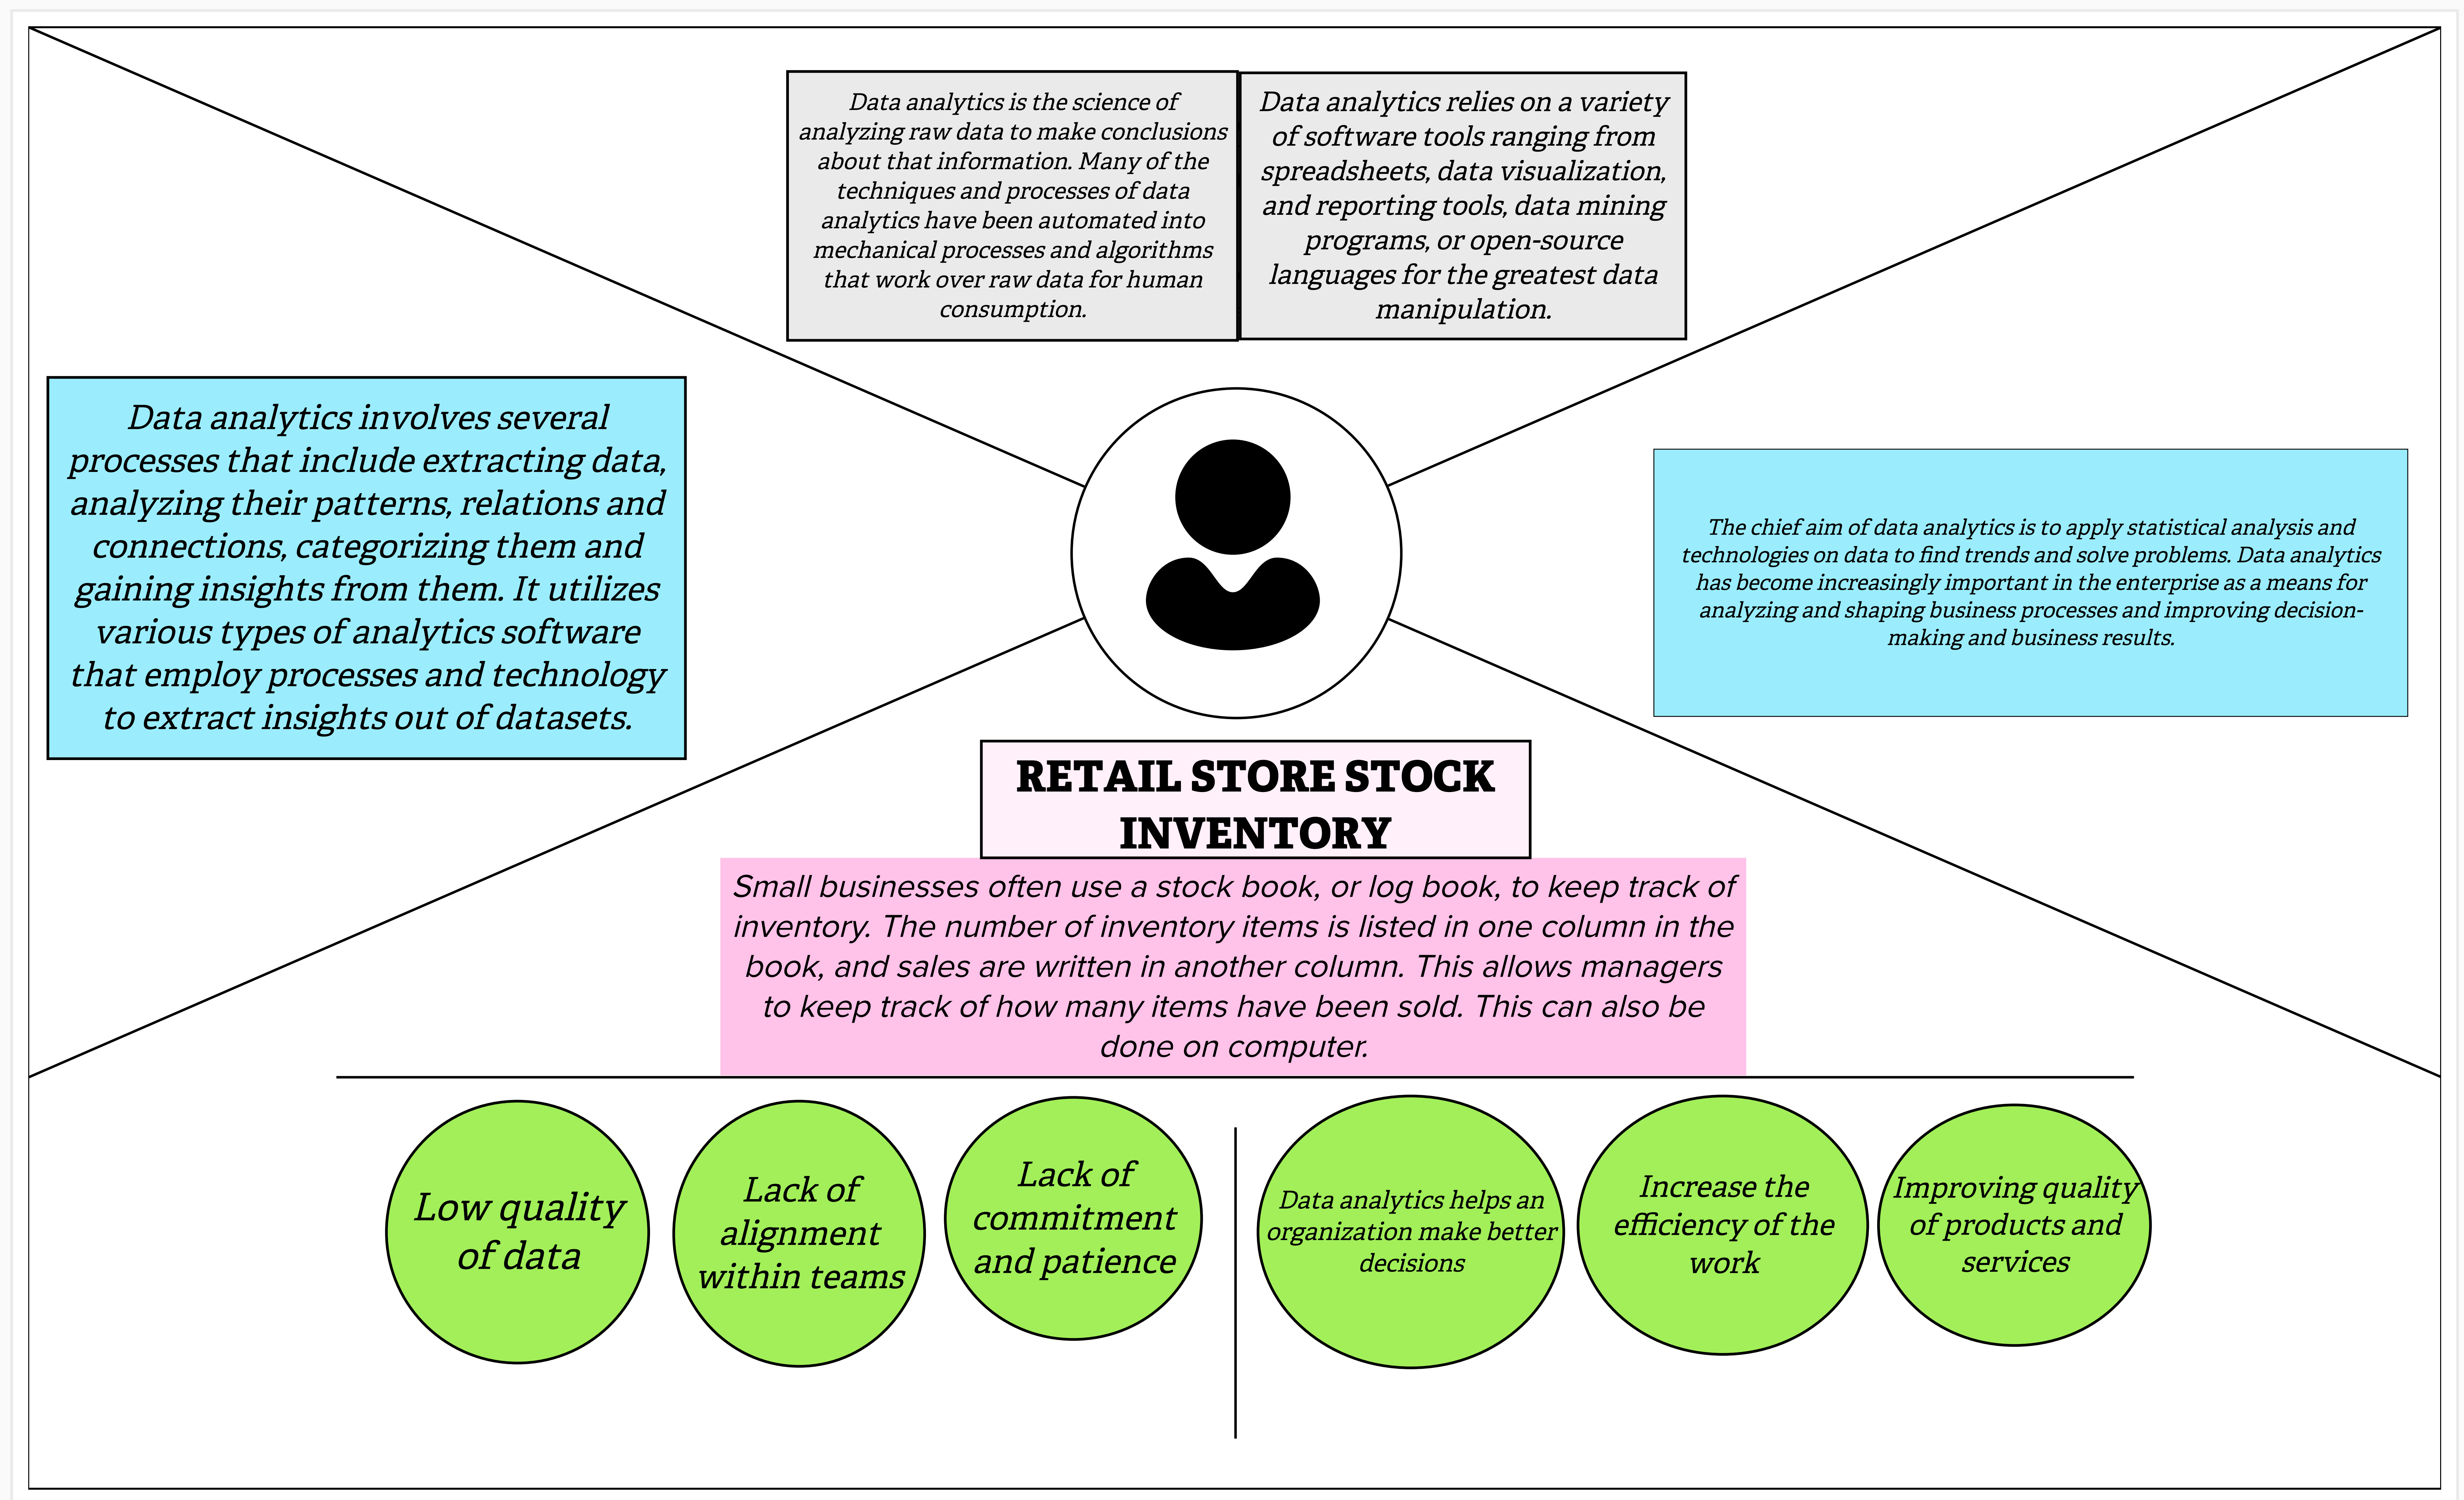 Data analytics is the science of
analyzing raw data to make conclusions
about that information. Many of the
techniques and processes of data
analytics have been automated into
mechanical processes and algorithms
that work over raw data for human
consumption.
Data analytics relies on a variety
of software tools ranging from
spreadsheets, data visualization,
and reporting tools, data mining
programs, or open-source
languages for the greatest data
manipulation.
Data analytics involves several
processes that include extracting data,
analyzing their patterns, relations and
connections, categorizing them and
gaining insights from them. It utilizes
various types of analytics software
that employ processes and technology
to extract insights out of datasets.
The chief aim of data analytics is to apply statistical analysis and
technologies on data to find trends and solve problems. Data analytics
has become increasingly important in the enterprise as a means for
analyzing and shaping business processes and improving decision-
making and business results.
RETAIL STORE STOCK
INVENTORY
Small businesses often use a stock book, or log book, to keep track of
inventory. The number of inventory items is listed in one column in the
book, and sales are written in another column. This allows managers
to keep track of how many items have been sold. This can also be
done on computer.
Low quality
of data
Lack of
alignment
within teams
Lack of
commitment
and patience
Data analytics helps an
organization make better
decisions
Increase the
efficiency of the
work
Improving quality
of products and
services